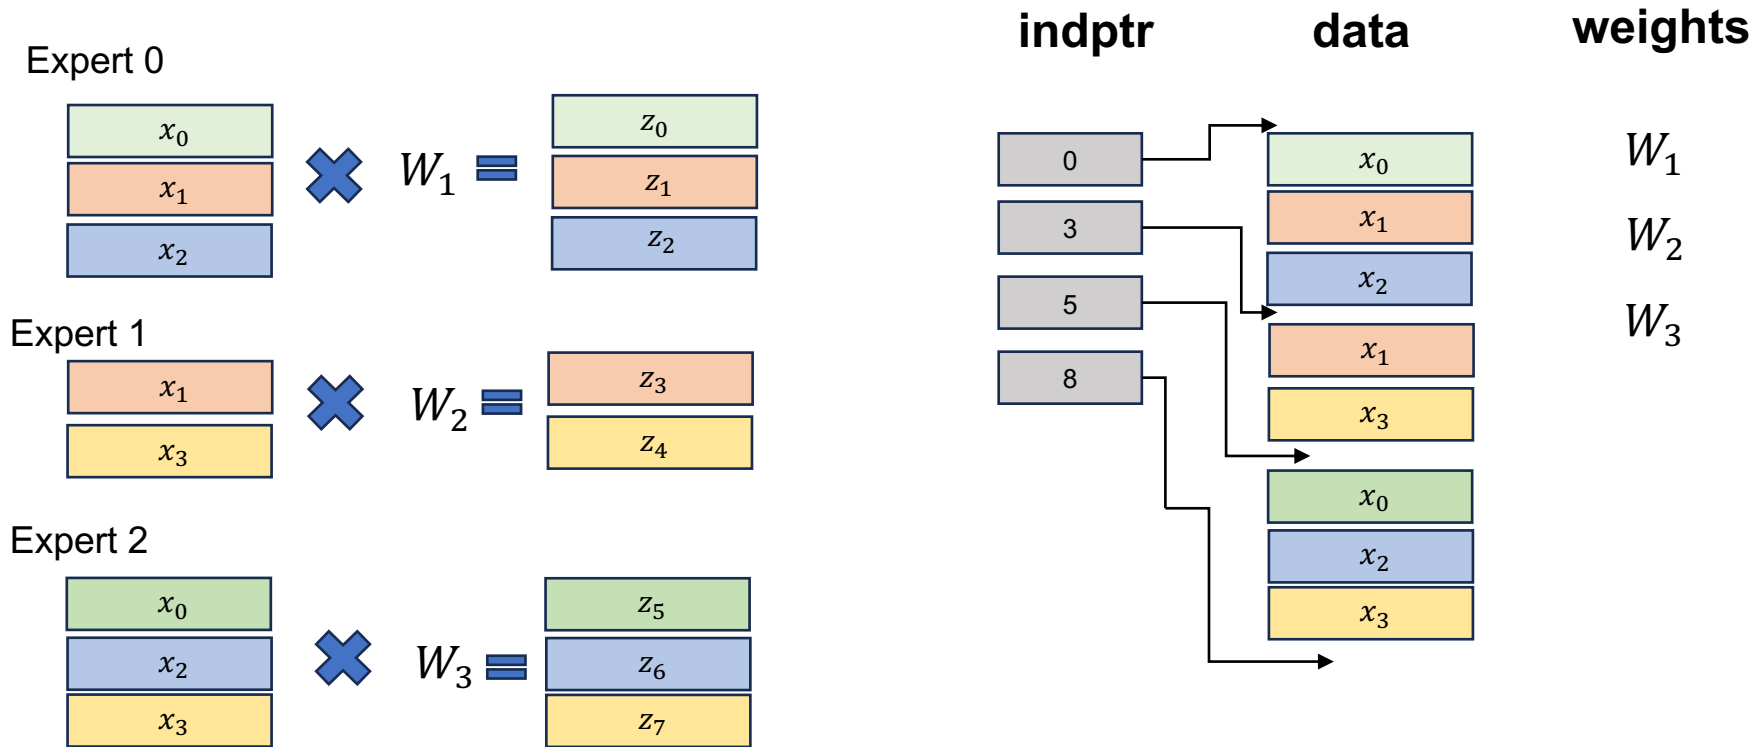 Expert 0
x₀
x₁
x₂
W₁
z₀
z₁
z₂
Expert 1
x₁
x₃
W₂
z₃
z₄
Expert 2
x₀
x₂
x₃
W₃
z₅
z₆
z₇
indptr
0
3
5
8
data
x₀
x₁
x₂
x₁
x₃
x₀
x₂
x₃
weights
W₁
W₂
W₃